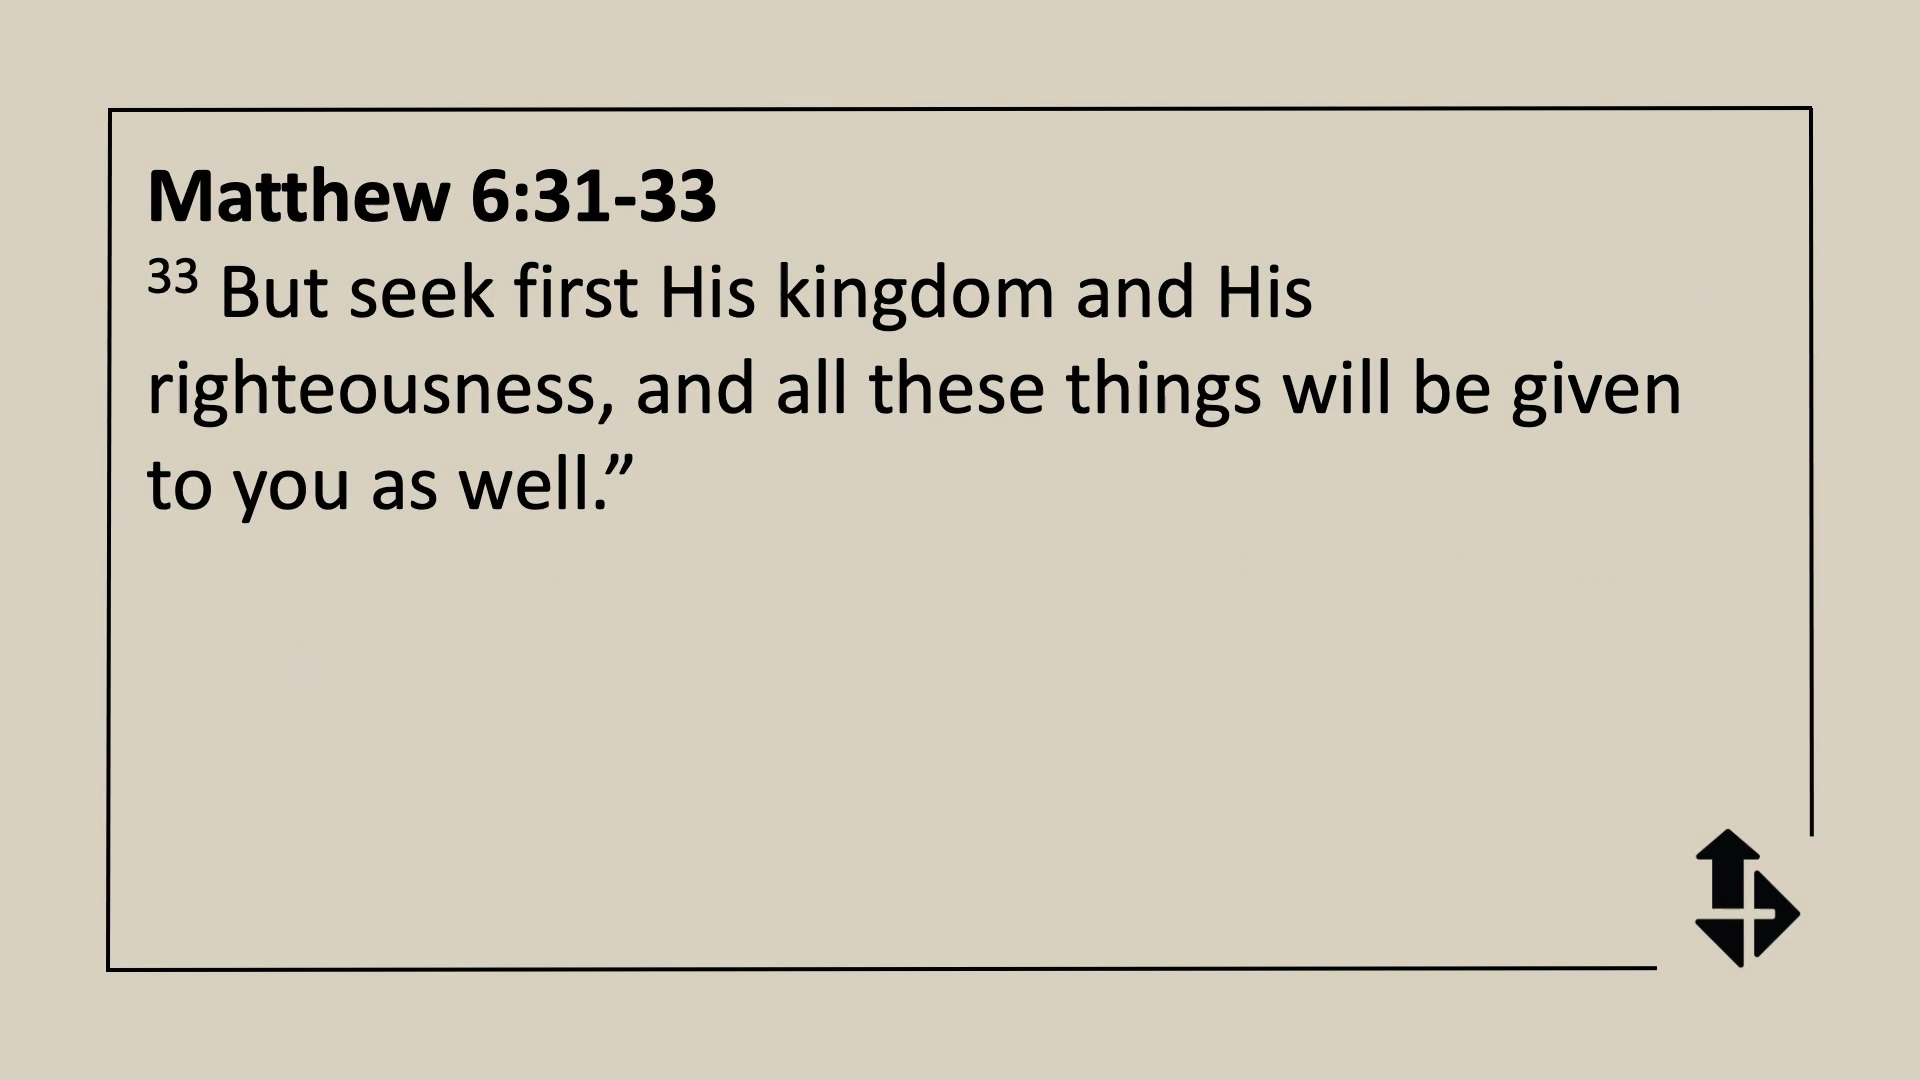 Matthew 6:31-33
³³ But seek first His kingdom and His
righteousness, and all these things will be given
to you as well.”